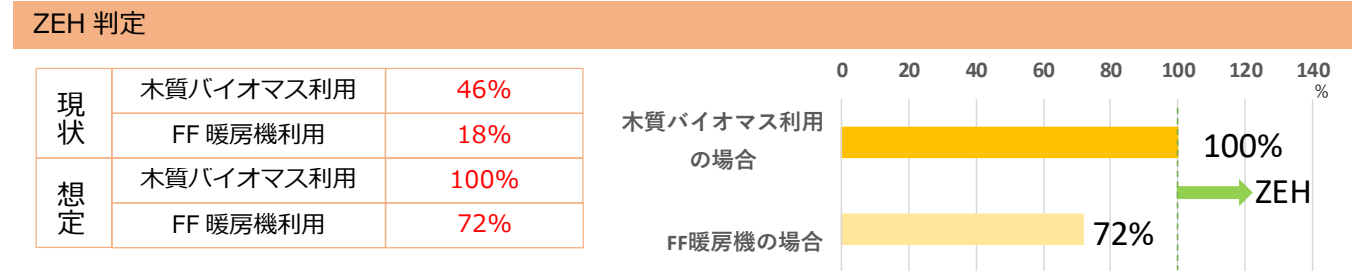 ZEH 判定
現状
木質バイオマス利用 46%
FF 暖房機利用 18%
想定
木質バイオマス利用 100%
FF 暖房機利用 72%
0 20 40 60 80 100 120 140
%
木質バイオマス利用
の場合
100%
ZEH
FF暖房機の場合
72%